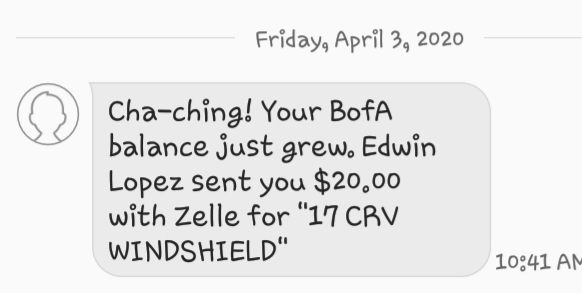 Friday, April 3, 2020
Cha-ching! Your BofA
balance just grew. Edwin
Lopez sent you $20.00
with Zelle for "17 CRV
WINDSHIELD"
10:41 AM